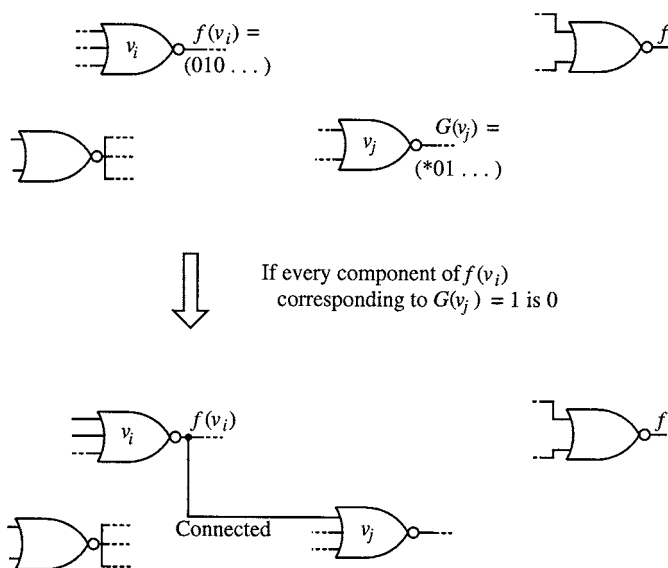 v_i
f(v_i) =
(010 . . . )
f
v_j
G(v_j) =
(*01 . . . )
If every component of f(v_i)
corresponding to G(v_j) = 1 is 0
v_i
f(v_i)
f
Connected
v_j